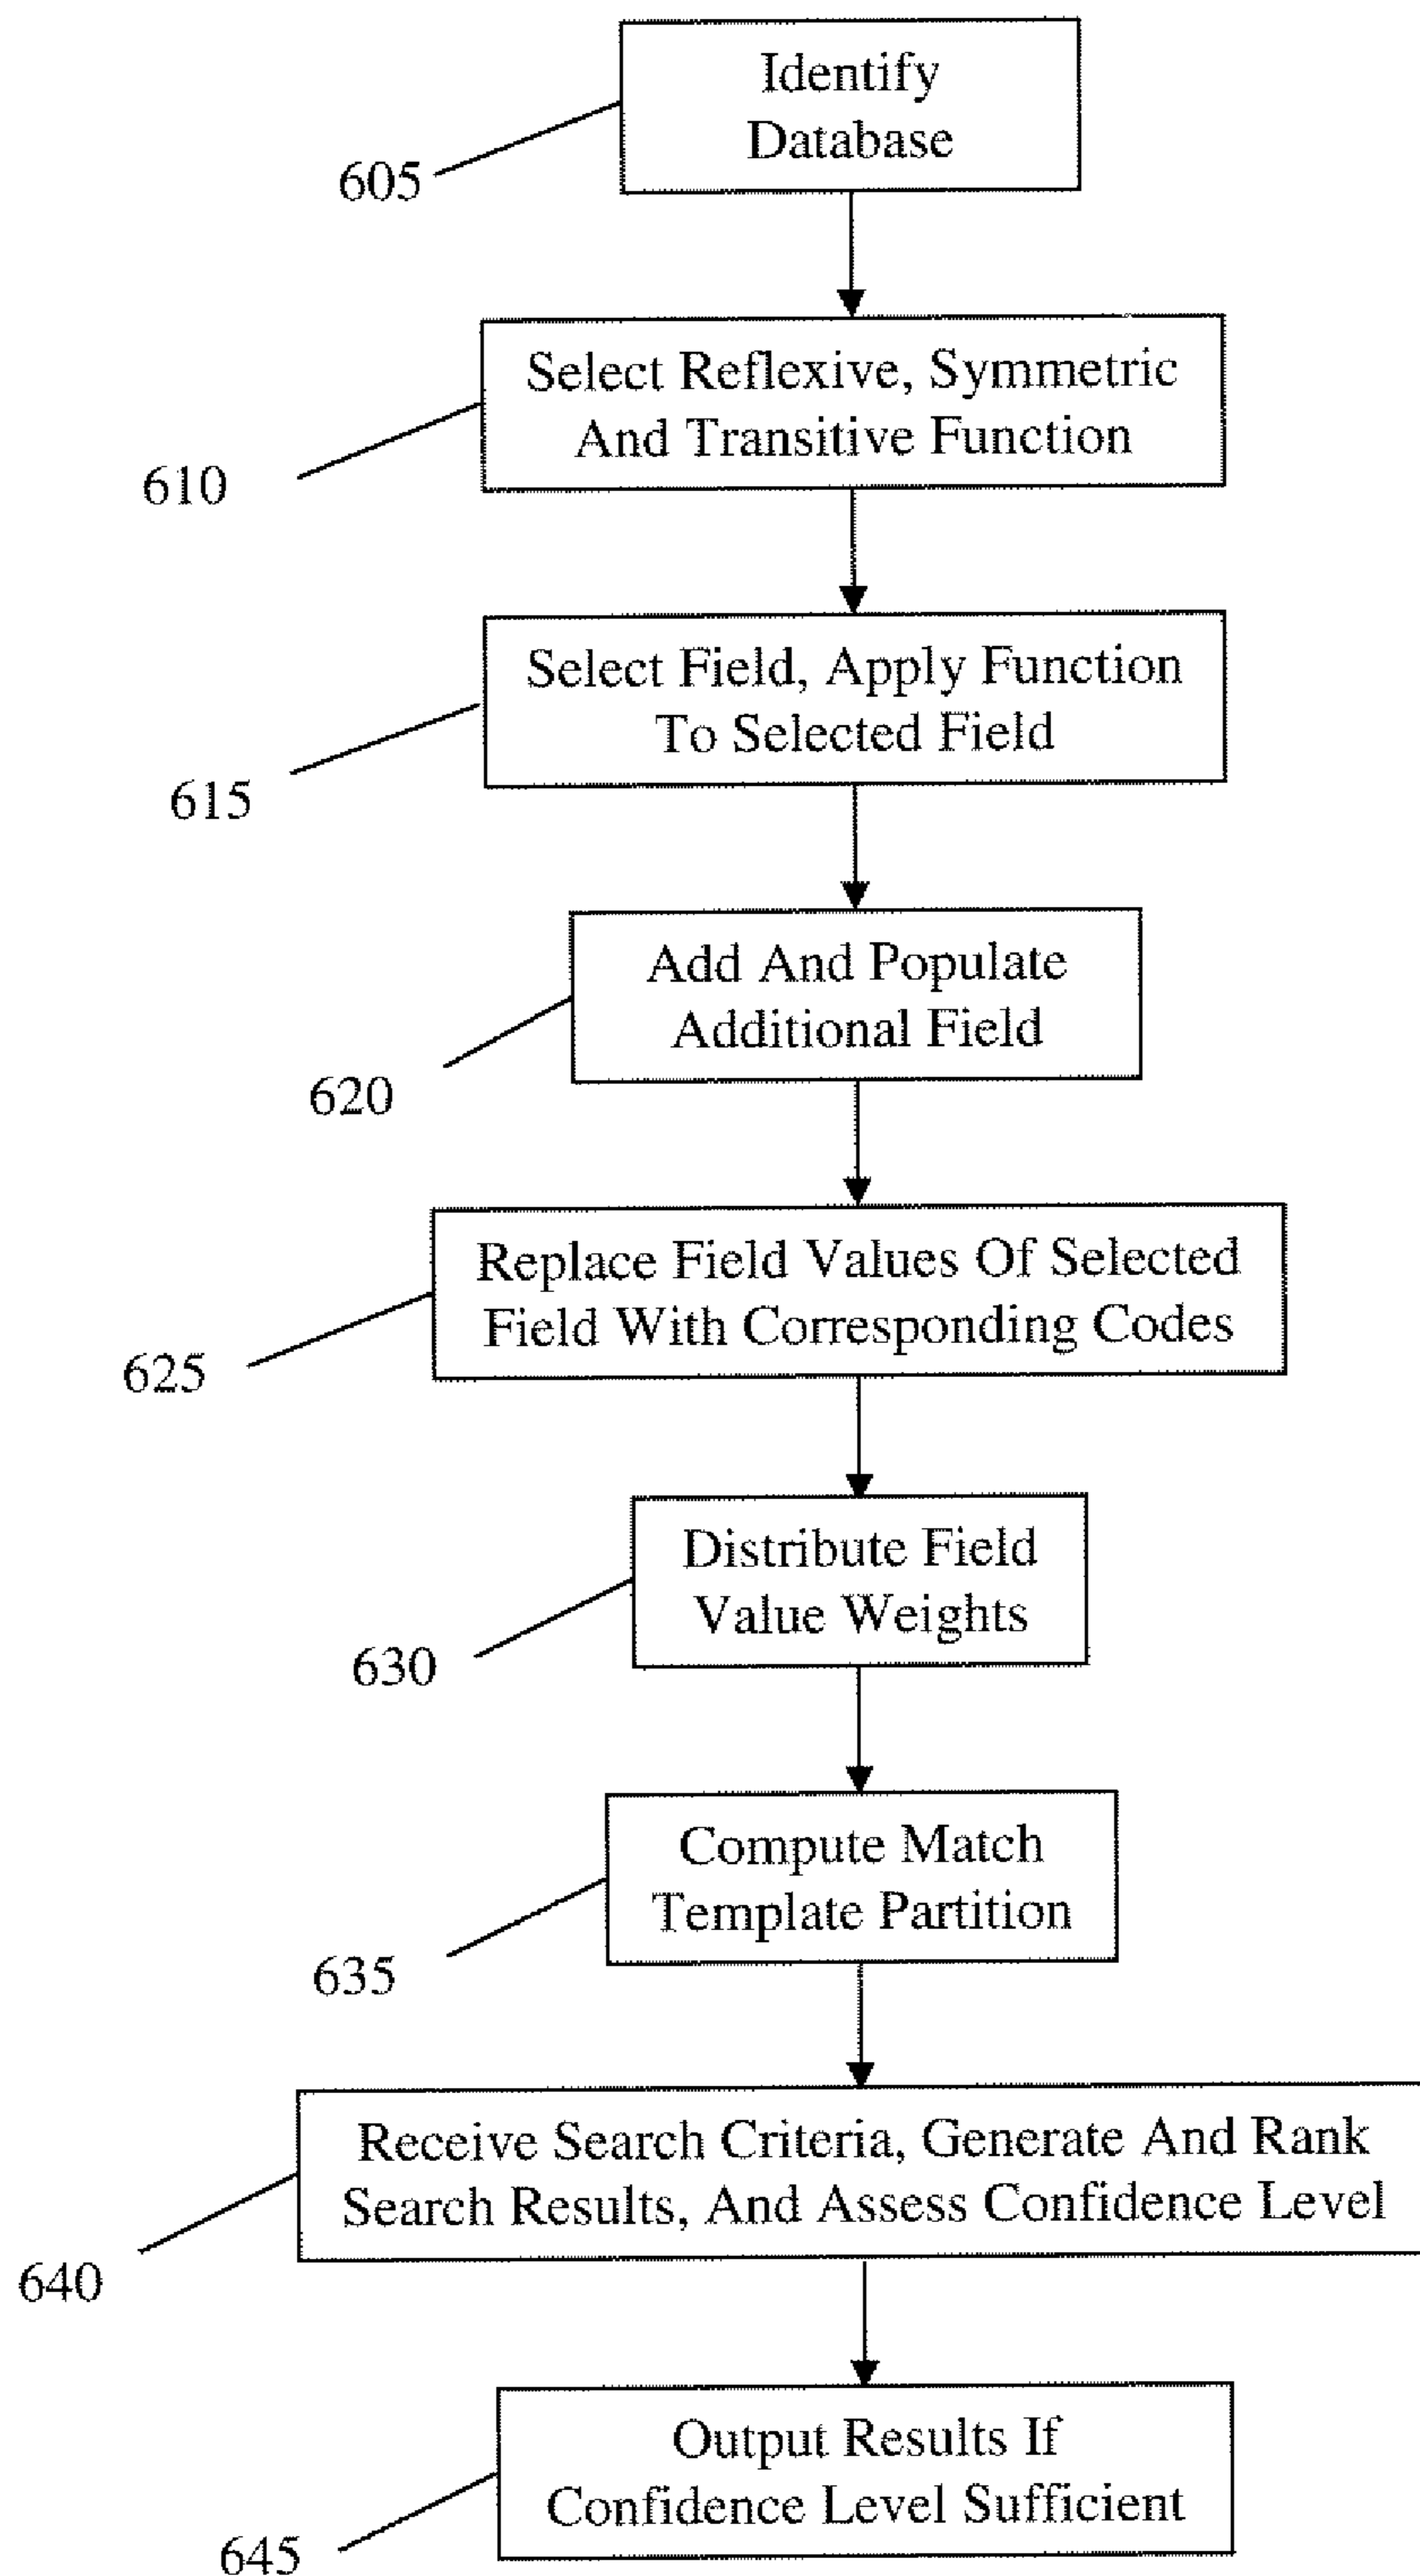 Identify
Database
605
Select Reflexive, Symmetric
And Transitive Function
610
Select Field, Apply Function
To Selected Field
615
Add And Populate
Additional Field
620
Replace Field Values Of Selected
Field With Corresponding Codes
625
Distribute Field
Value Weights
630
Compute Match
Template Partition
635
Receive Search Criteria, Generate And Rank
Search Results, And Assess Confidence Level
640
Output Results If
Confidence Level Sufficient
645